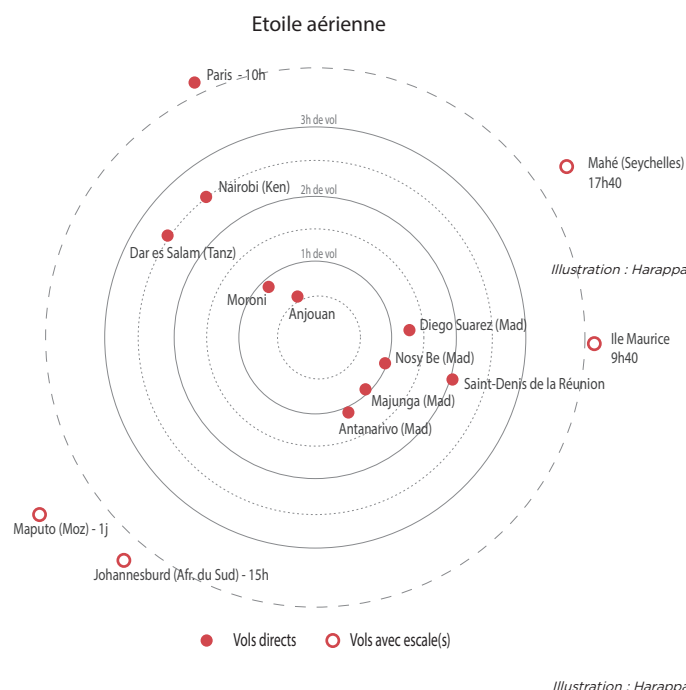 Etoile aérienne
Paris - 10h
3h de vol
Mahé (Seychelles)
17h40
Nairobi (Ken)
2h de vol
Dar es Salam (Tanz)
1h de vol
Illustration : Harappa
Moroni
Anjouan
Diego Suarez (Mad)
Ile Maurice
9h40
Nosy Be (Mad)
Saint-Denis de la Réunion
Majunga (Mad)
Antanarivo (Mad)
Maputo (Moz) - 1j
Johannesburd (Afr. du Sud) - 15h
Vols directs
Vols avec escale(s)
Illustration : Harappa